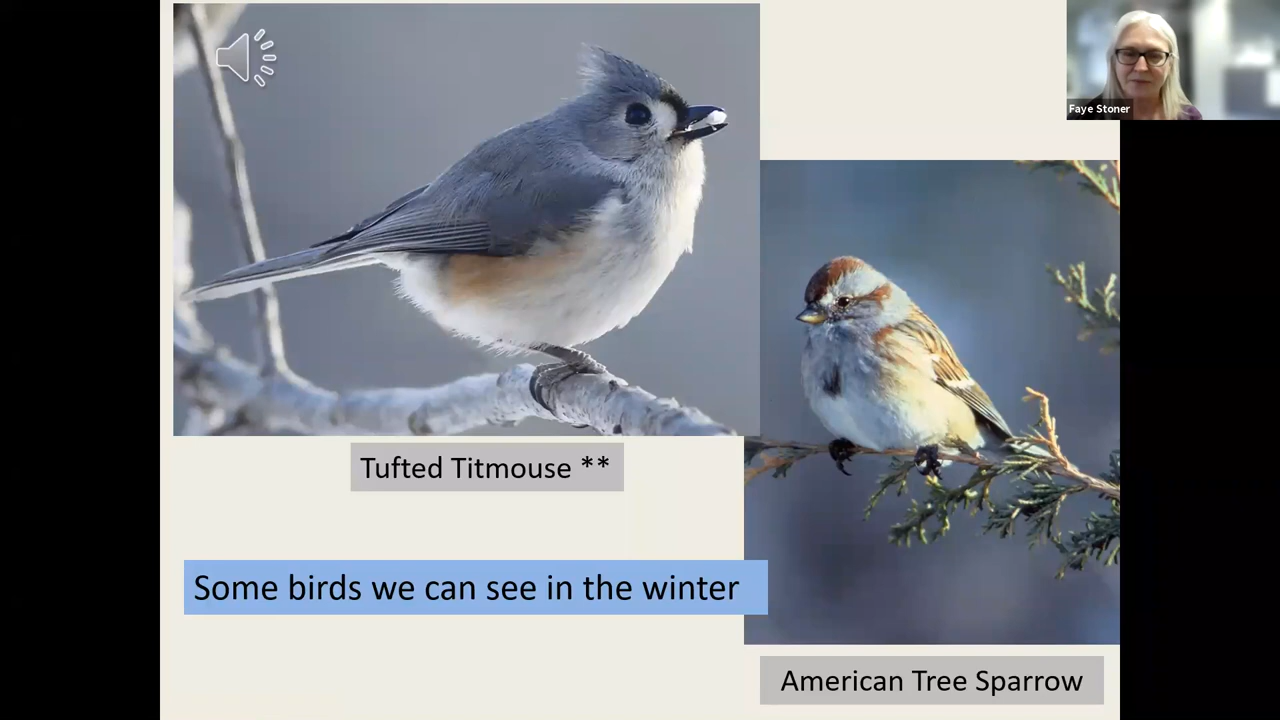 Faye Stoner
Tufted Titmouse **
Some birds we can see in the winter
American Tree Sparrow